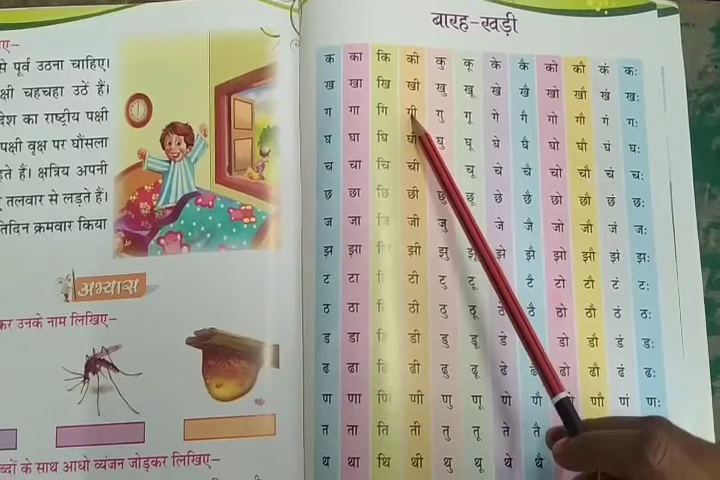 ए–
से पूर्व उठना चाहिए।
क्षी चहचहा उठें हैं।
देश का राष्ट्रीय पक्षी
पक्षी वृक्ष पर घौंसला
हते हैं। क्षत्रिय अपनी
तलवार से लड़ते हैं।
तिदिन क्रमवार किया
अभ्यास
कर उनके नाम लिखिए–
ब्दों के साथ आधो व्यंजन जोड़कर लिखिए–
बारह-खड़ी
क का कि की कु कू के कै को कौ कं कः
ख खा खि खी खु खू खे खै खो खौ खं खः
ग गा गि गी गु गू गे गै गो गौ गं गः
घ घा घि घी घु घू घे घै घो घौ घं घः
च चा चि ची चू चे चै चो चौ चं चः
छ छा छि छी छु छू छे छै छो छौ छं छः
ज जा जि जी जु जे जै जो जौ जं जः
झ झा झि झी झु झू झे झै झो झौ झं झः
ट टा टि टी टु टू टै टो टौ टं टः
ठ ठा ठि ठी ठु ठू ठे ठै ठो ठौ ठं ठः
ड डा डि डी डु डू डे डो डौ डं डः
ढ ढा ढि ढी ढु ढू ढे ढो ढौ ढं ढः
ण णा णि णी णु णू णे णै णौ णं णः
त ता ति ती तु तू ते तै
थ था थि थी थु थू थे थै